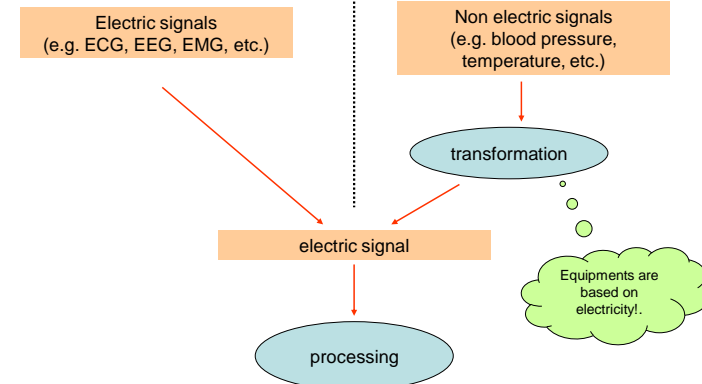 Electric signals
(e.g. ECG, EEG, EMG, etc.)
Non electric signals
(e.g. blood pressure,
temperature, etc.)
transformation
electric signal
Equipments are
based on
electricity!.
processing